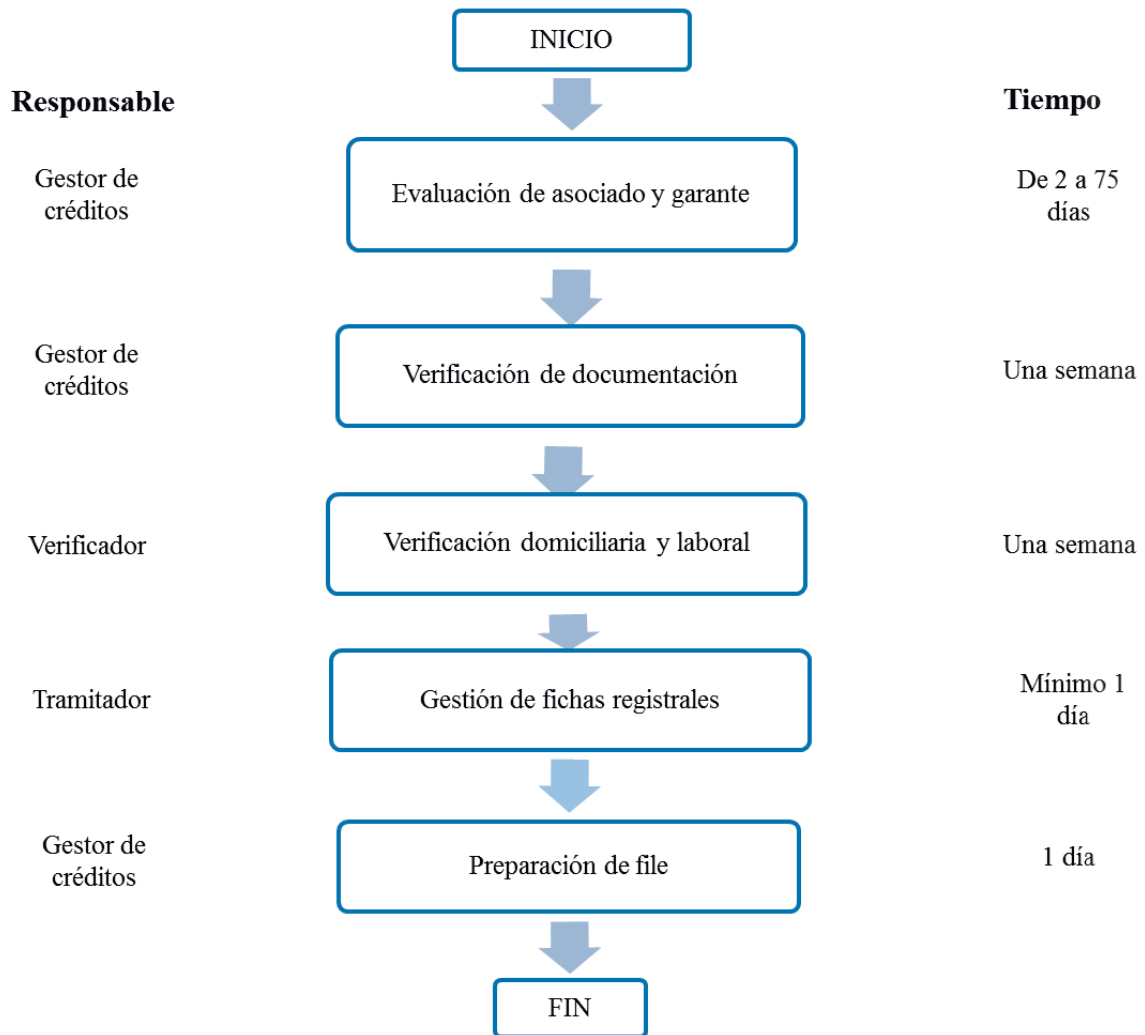 INICIO
Responsable
Tiempo
Gestor de
créditos
Evaluación de asociado y garante
De 2 a 75
días
Gestor de
créditos
Verificación de documentación
Una semana
Verificador
Verificación domiciliaria y laboral
Una semana
Tramitador
Gestión de fichas registrales
Mínimo 1
día
Gestor de
créditos
Preparación de file
1 día
FIN